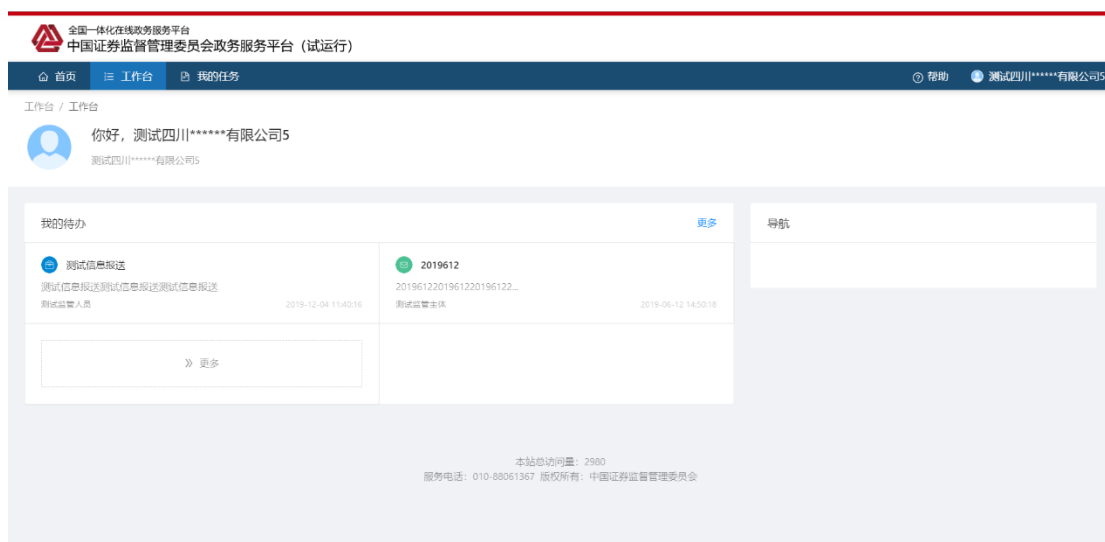 全国一体化在线政务服务平台
中国证券监督管理委员会政务服务平台（试运行）
首页 工作台 我的任务 帮助 测试四川******有限公司5
工作台 / 工作台
你好，测试四川******有限公司5
测试四川******有限公司5
我的待办 更多 导航
测试信息报送
测试信息报送测试信息报送测试信息报送
测试监管人员 2019-12-04 11:40:16
2019612
2019612201961220196122...
测试监管主体 2019-06-12 14:50:18
更多
本站总访问量：2980
服务电话：010-88061367 版权所有：中国证券监督管理委员会